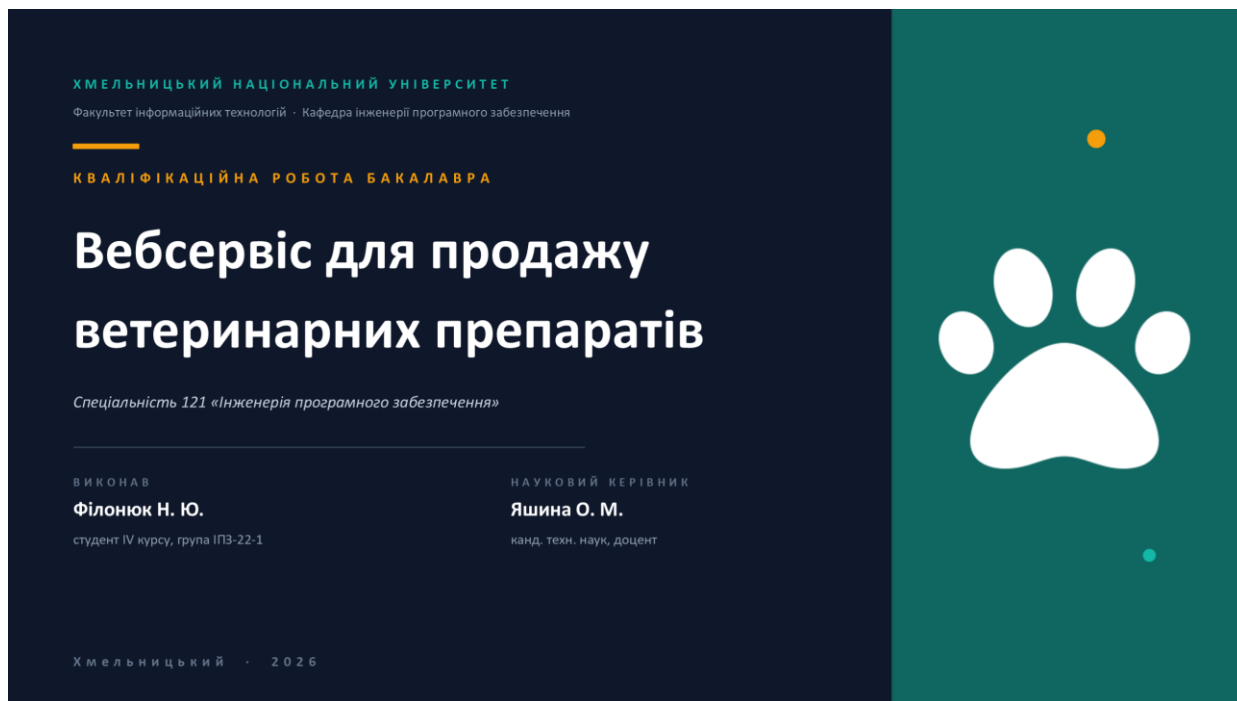 ХМЕЛЬНИЦЬКИЙ НАЦІОНАЛЬНИЙ УНІВЕРСИТЕТ
Факультет інформаційних технологій · Кафедра інженерії програмного забезпечення
КВАЛІФІКАЦІЙНА РОБОТА БАКАЛАВРА
Вебсервіс для продажу
ветеринарних препаратів
Спеціальність 121 «Інженерія програмного забезпечення»
ВИКОНАВ
Філонюк Н. Ю.
студент IV курсу, група ІПЗ-22-1
НАУКОВИЙ КЕРІВНИК
Яшина О. М.
канд. техн. наук, доцент
Хмельницький · 2026